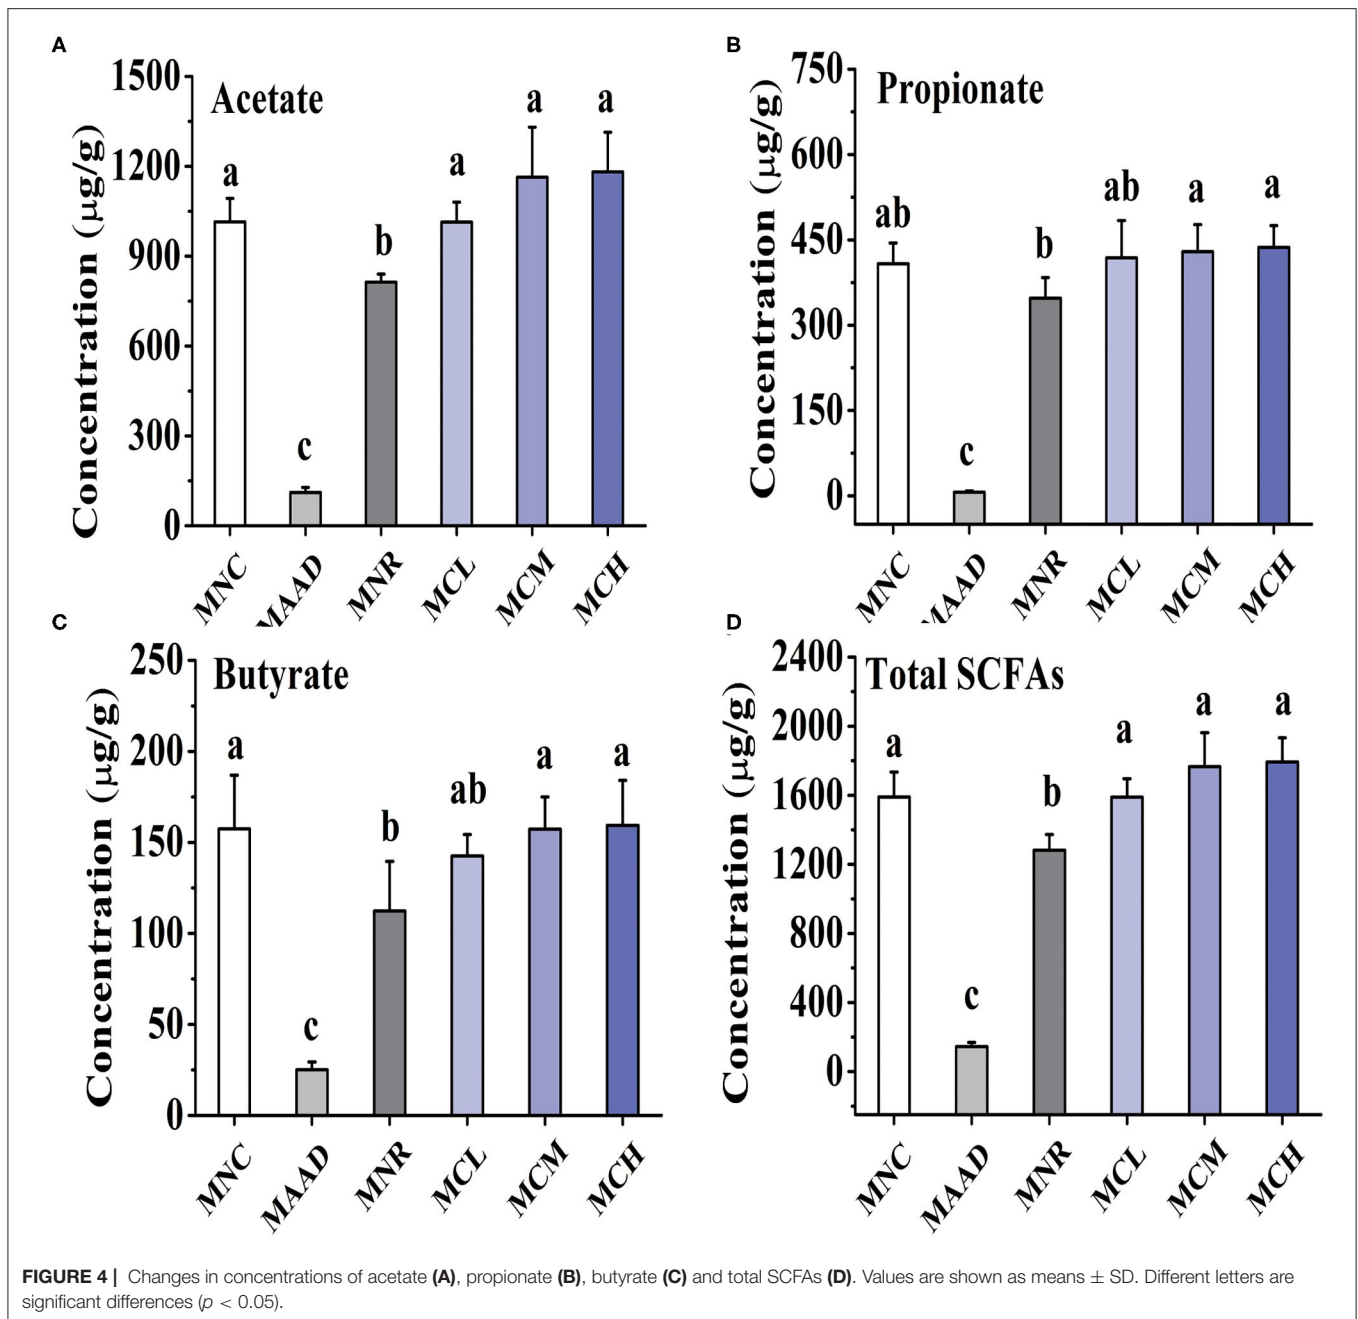 A
Acetate
Concentration (μg/g)
1500
1200
900
600
300
0
a
c
b
a
a
a
MNC
MAAD
MNR
MCL
MCM
MCH
B
Propionate
Concentration (μg/g)
750
600
450
300
150
0
ab
c
b
ab
a
a
MNC
MAAD
MNR
MCL
MCM
MCH
C
Butyrate
Concentration (μg/g)
250
200
150
100
50
0
a
c
b
ab
a
a
MNC
MAAD
MNR
MCL
MCM
MCH
D
Total SCFAs
Concentration (μg/g)
2400
2000
1600
1200
800
400
0
a
c
b
a
a
a
MNC
MAAD
MNR
MCL
MCM
MCH
FIGURE 4 | Changes in concentrations of acetate (A), propionate (B), butyrate (C) and total SCFAs (D). Values are shown as means ± SD. Different letters are
significant differences (p < 0.05).